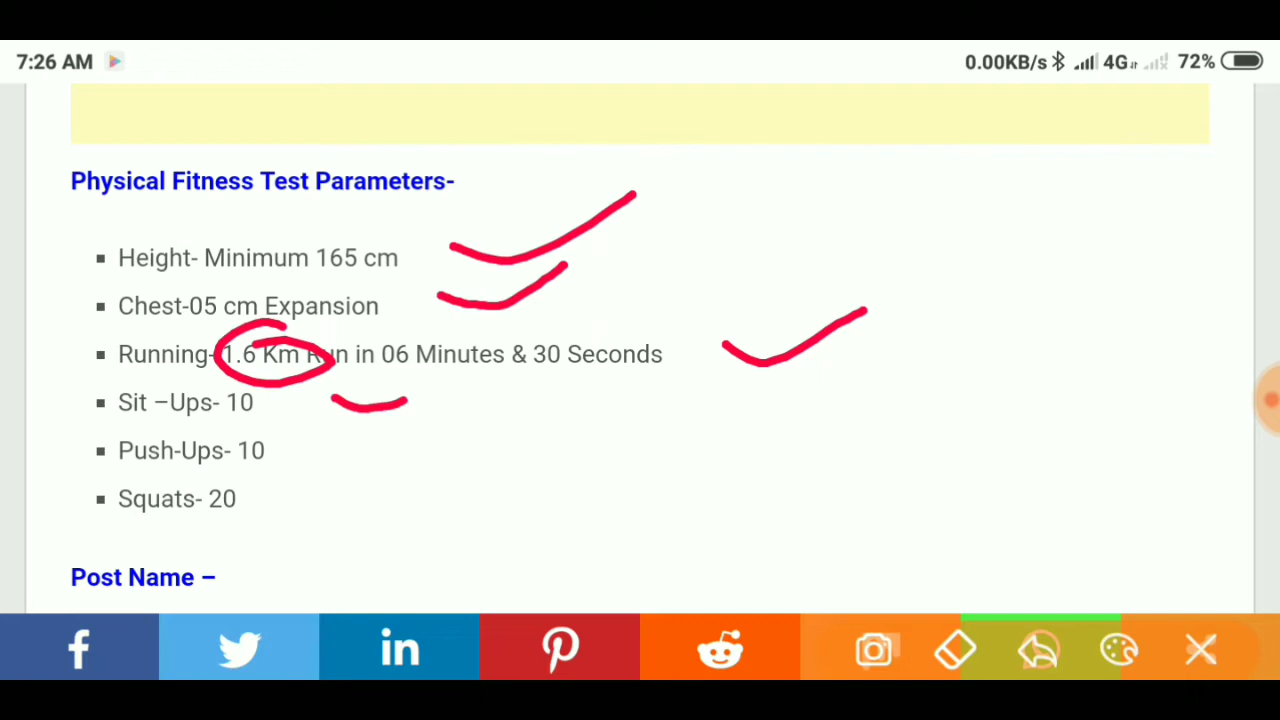 7:26 AM 0.00KB/s 4G 72%
Physical Fitness Test Parameters-
Height- Minimum 165 cm
Chest-05 cm Expansion
Running- 1.6 Km Run in 06 Minutes & 30 Seconds
Sit –Ups- 10
Push-Ups- 10
Squats- 20
Post Name –